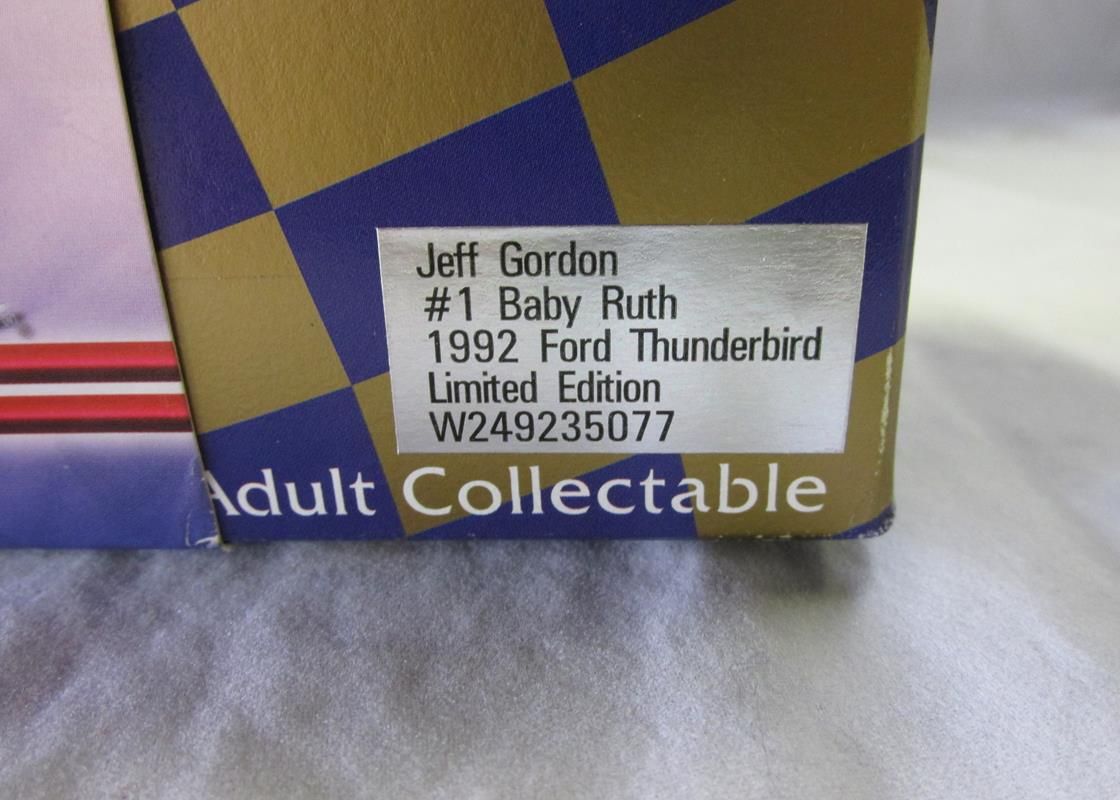 Jeff Gordon
#1 Baby Ruth
1992 Ford Thunderbird
Limited Edition
W249235077
Adult Collectable